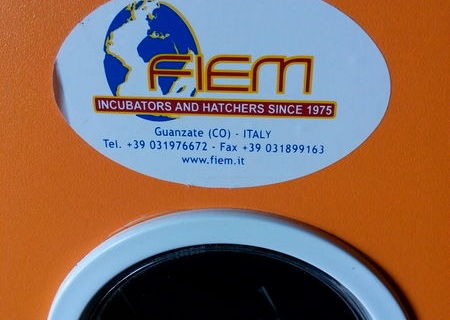 FIEM
INCUBATORS AND HATCHERS SINCE 1975
Guanzate (CO) - ITALY
Tel. +39 031976672 - Fax +39 031899163
www.fiem.it